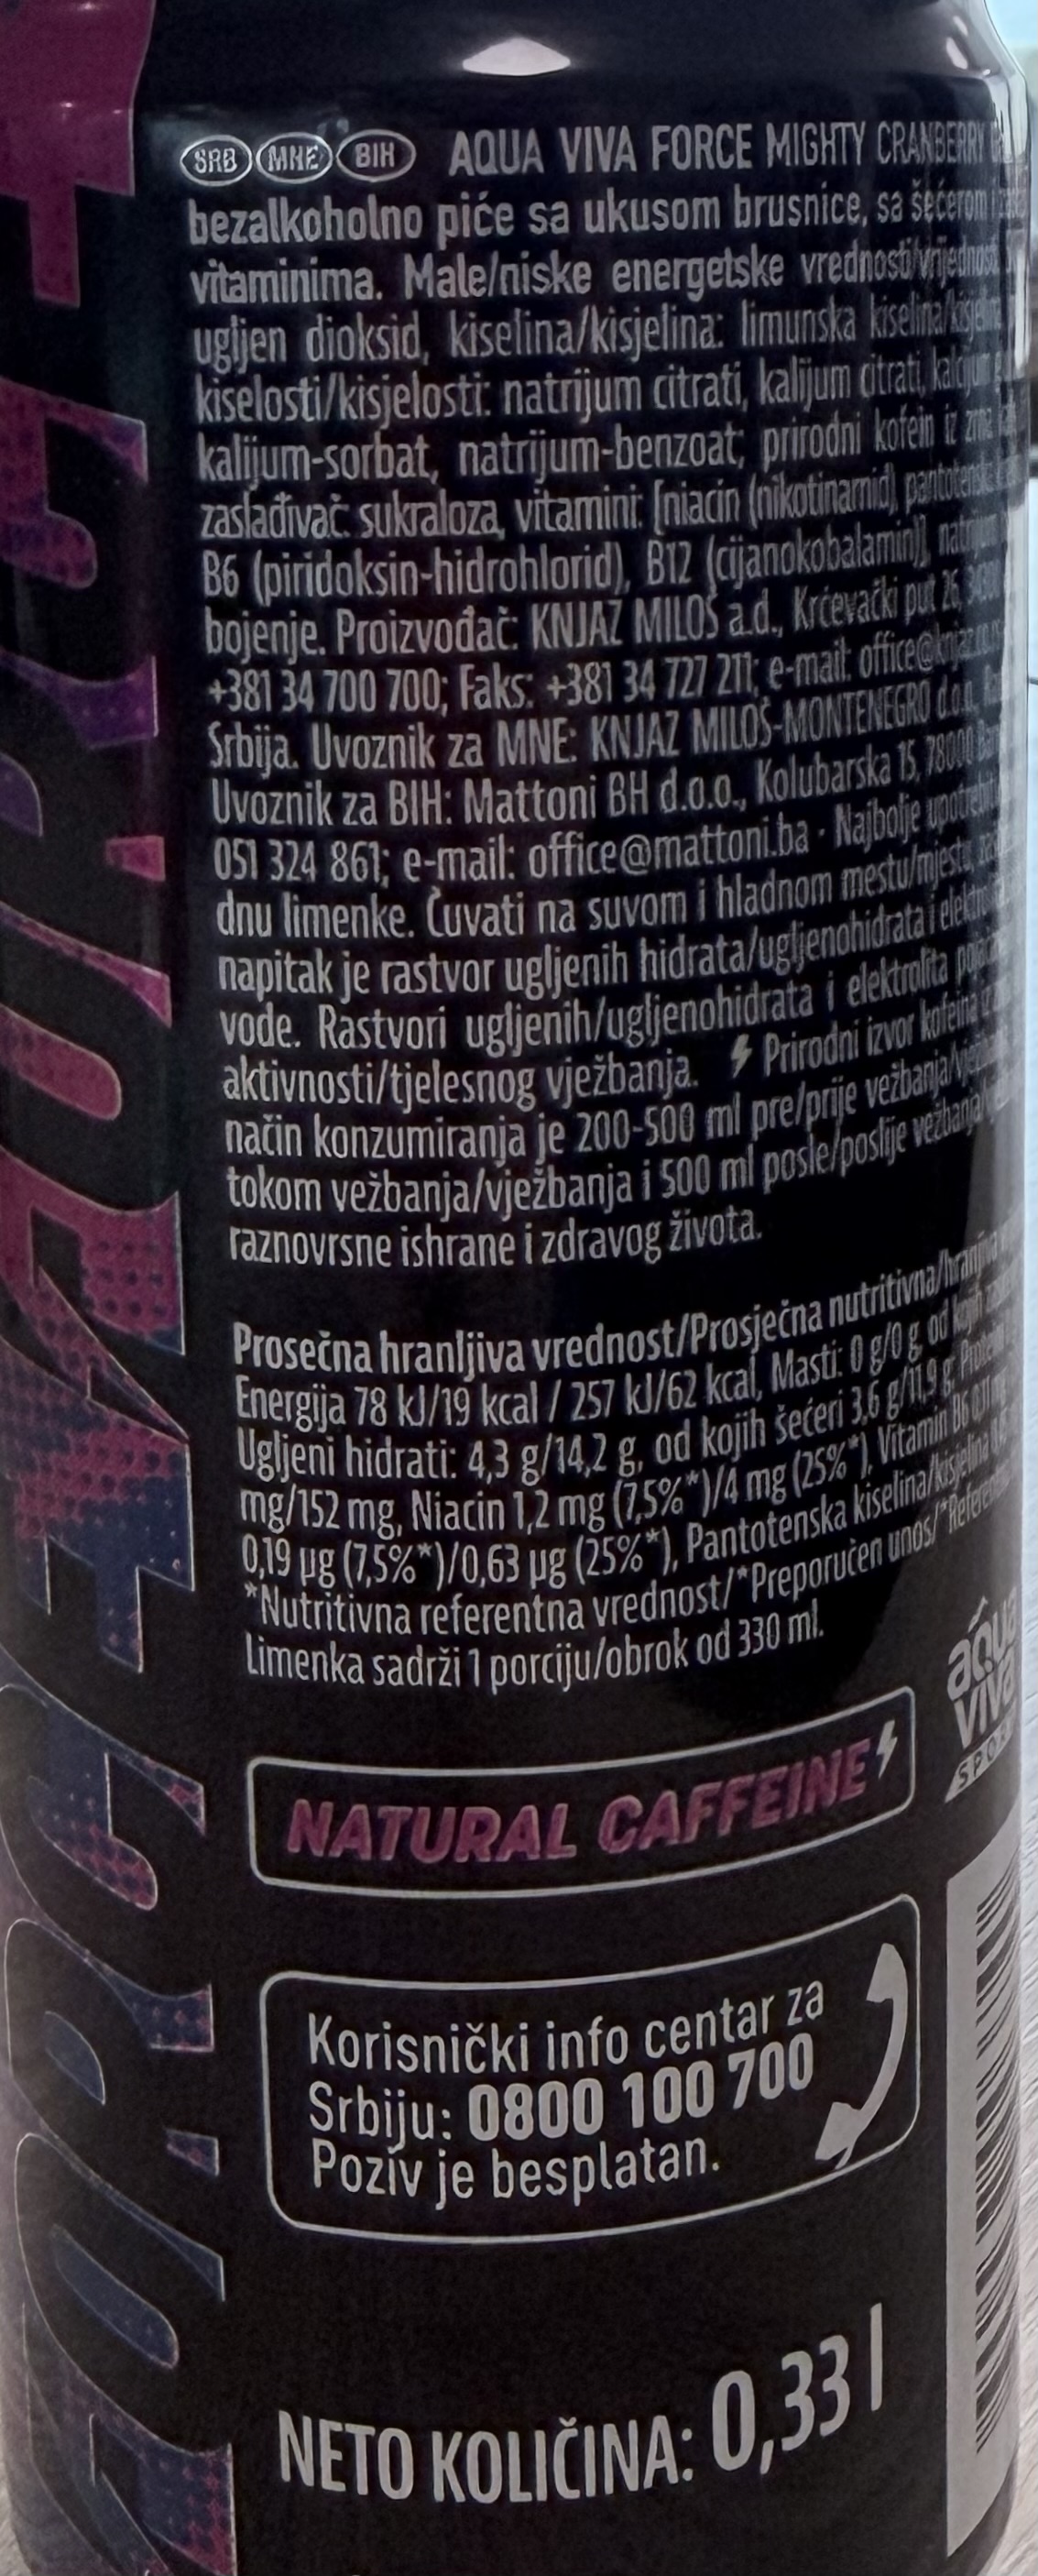 SRB MNE BIH AQUA VIVA FORCE MIGHTY CRANBERRY
bezalkoholno piće sa ukusom brusnice, sa šećerom i
vitaminima. Male/niske energetske vrednosti/vrijednosti
ugljen dioksid, kiselina/kisjelina: limunska kiselina/
kiselosti/kisjelosti: natrijum citrati, kalijum citrati,
kalijum-sorbat, natrijum-benzoat; prirodni kofein iz zrna
zaslađivač: sukraloza, vitamini: [niacin (nikotinamid)
B6 (piridoksin-hidrohlorid), B12 (cijanokobalamin)],
bojenje. Proizvođač: KNJAZ MILOŠ a.d., Krćevački put
+381 34 700 700; Faks: +381 34 727 211; e-mail:
Srbija. Uvoznik za MNE: KNJAZ MILOŠ-MONTENEGRO d.o.o.,
Uvoznik za BIH: Mattoni BH d.o.o., Kolubarska 15, 78000
051 324 861; e-mail: office@mattoni.ba · Najbolje
dnu limenke. Čuvati na suvom i hladnom mestu/mjestu,
napitak je rastvor ugljenih hidrata/ugljenohidrata i
vode. Rastvori ugljenih/ugljenohidrata i elektrolita
aktivnosti/tjelesnog vježbanja. Prirodni izvor kofeina
način konzumiranja je 200-500 ml pre/prije vežbanja/
tokom vežbanja/vježbanja i 500 ml posle/poslije vežbanja/
raznovrsne ishrane i zdravog života.
Prosečna hranljiva vrednost/Prosječna nutritivna/hranjiva
Energija 78 kJ/19 kcal / 257 kJ/62 kcal, Masti: 0 g/0 g, od kojih
Ugljeni hidrati: 4,3 g/14,2 g, od kojih šećeri 3,6 g/11,9 g,
mg/152 mg, Niacin 1,2 mg (7,5%*)/4 mg (25%*), Vitamin B6
0,19 µg (7,5%*)/0,63 µg (25%*), Pantotenska kiselina/kisjelina
*Nutritivna referentna vrednost/*Preporučen unos/
Limenka sadrži 1 porciju/obrok od 330 ml.
aqua
viva
NATURAL CAFFEINE
Korisnički info centar za
Srbiju: 0800 100 700
Poziv je besplatan.
NETO KOLIČINA: 0,33 l